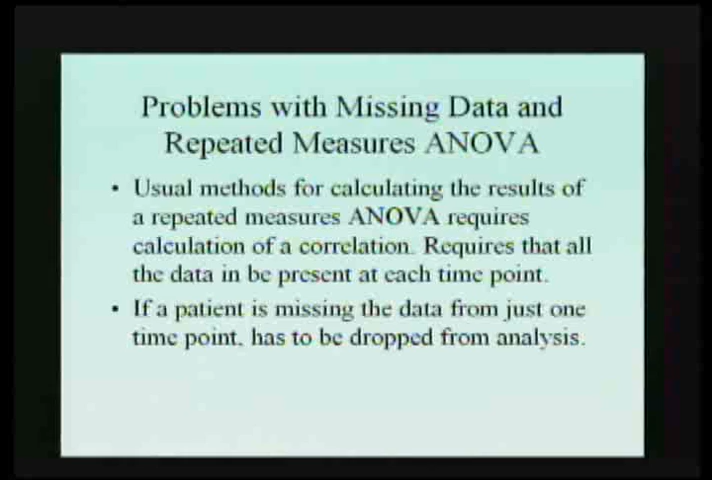 Problems with Missing Data and
Repeated Measures ANOVA
• Usual methods for calculating the results of
a repeated measures ANOVA requires
calculation of a correlation. Requires that all
the data in be present at each time point.
• If a patient is missing the data from just one
time point, has to be dropped from analysis.